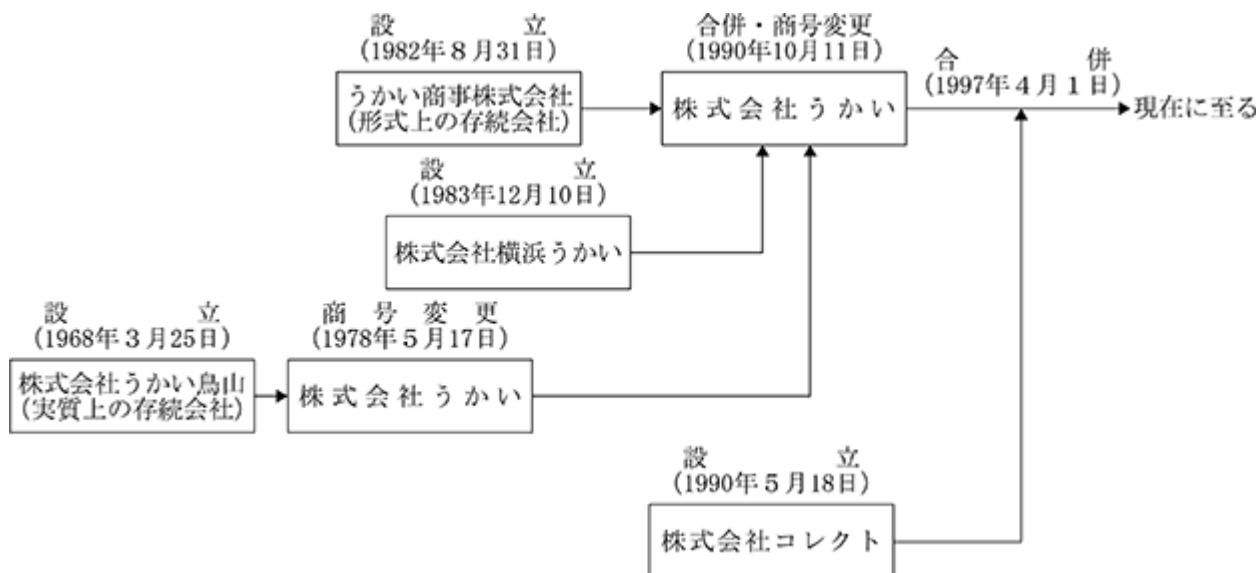 設立
(1982年8月31日)
うかい商事株式会社
(形式上の存続会社)
合併・商号変更
(1990年10月11日)
株式会社うかい
合併
(1997年4月1日)
現在に至る
設立
(1983年12月10日)
株式会社横浜うかい
設立
(1968年3月25日)
株式会社うかい鳥山
(実質上の存続会社)
商号変更
(1978年5月17日)
株式会社うかい
設立
(1990年5月18日)
株式会社コレクト